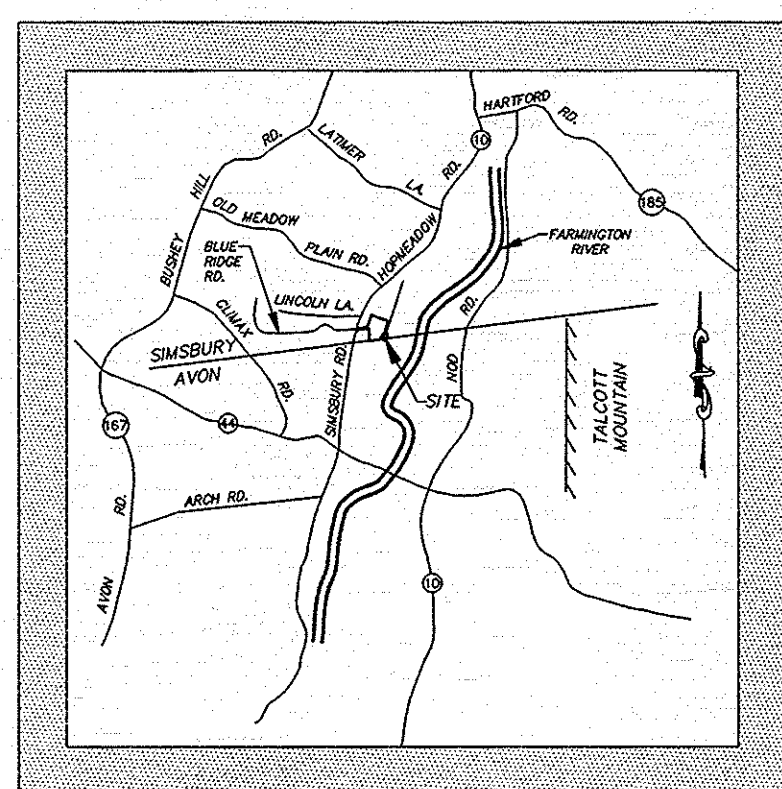 HARTFORD RD.
10
BUSHEY HILL RD.
LATIMER LA.
HOPMEADOW RD.
185
OLD MEADOW PLAIN RD.
BLUE RIDGE RD.
FARMINGTON
RIVER
LINCOLN LA.
CLIMAX RD.
SIMSBURY
AVON
SIMSBURY RD.
NOD RD.
SITE
TALCOTT
MOUNTAIN
167
44
ARCH RD.
AVON RD.
10